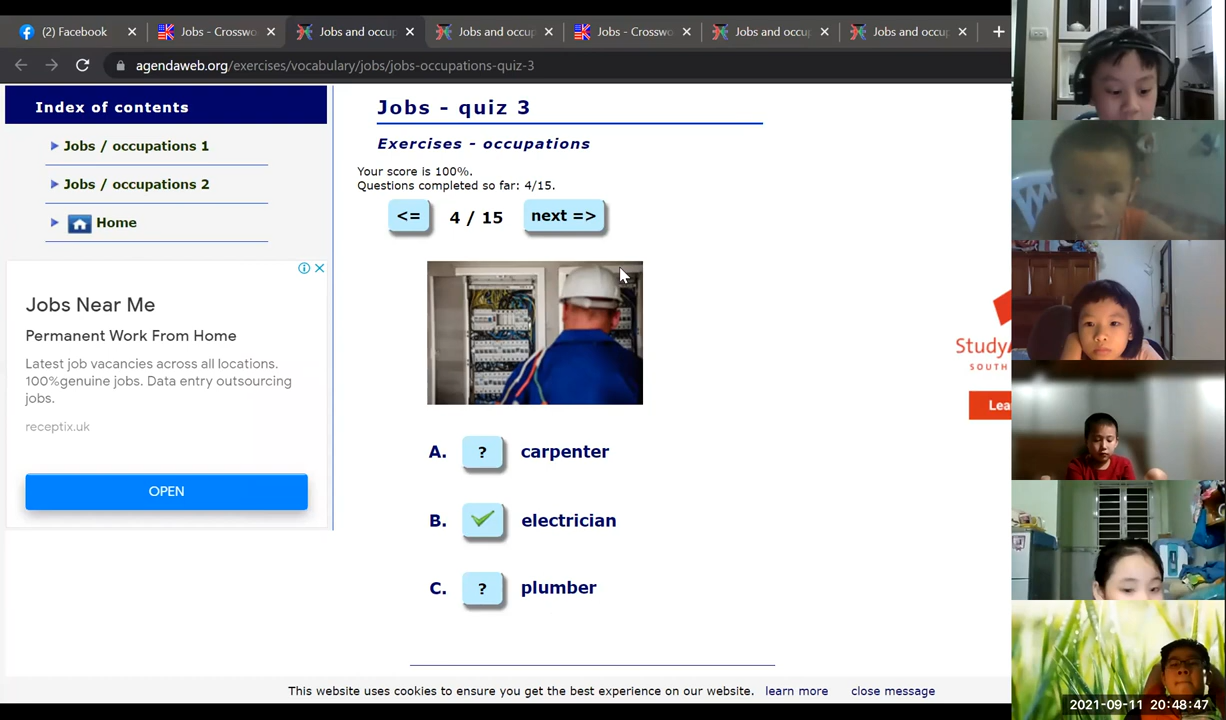 (2) Facebook
Jobs - Crosswo
Jobs and occup
Jobs and occup
Jobs - Crossw
Jobs and occup
Jobs and occup
agendaweb.org/exercises/vocabulary/jobs/jobs-occupations-quiz-3
Index of contents
Jobs / occupations 1
Jobs / occupations 2
Home
Jobs Near Me
Permanent Work From Home
Latest job vacancies across all locations.
100%genuine jobs. Data entry outsourcing
jobs.
receptix.uk
OPEN
Jobs - quiz 3
Exercises - occupations
Your score is 100%.
Questions completed so far: 4/15.
<= 4 / 15 next =>
A. ? carpenter
B. electrician
C. ? plumber
StudyA
SOUTH
Lea
This website uses cookies to ensure you get the best experience on our website. learn more close message
2021-09-11 20:48:47